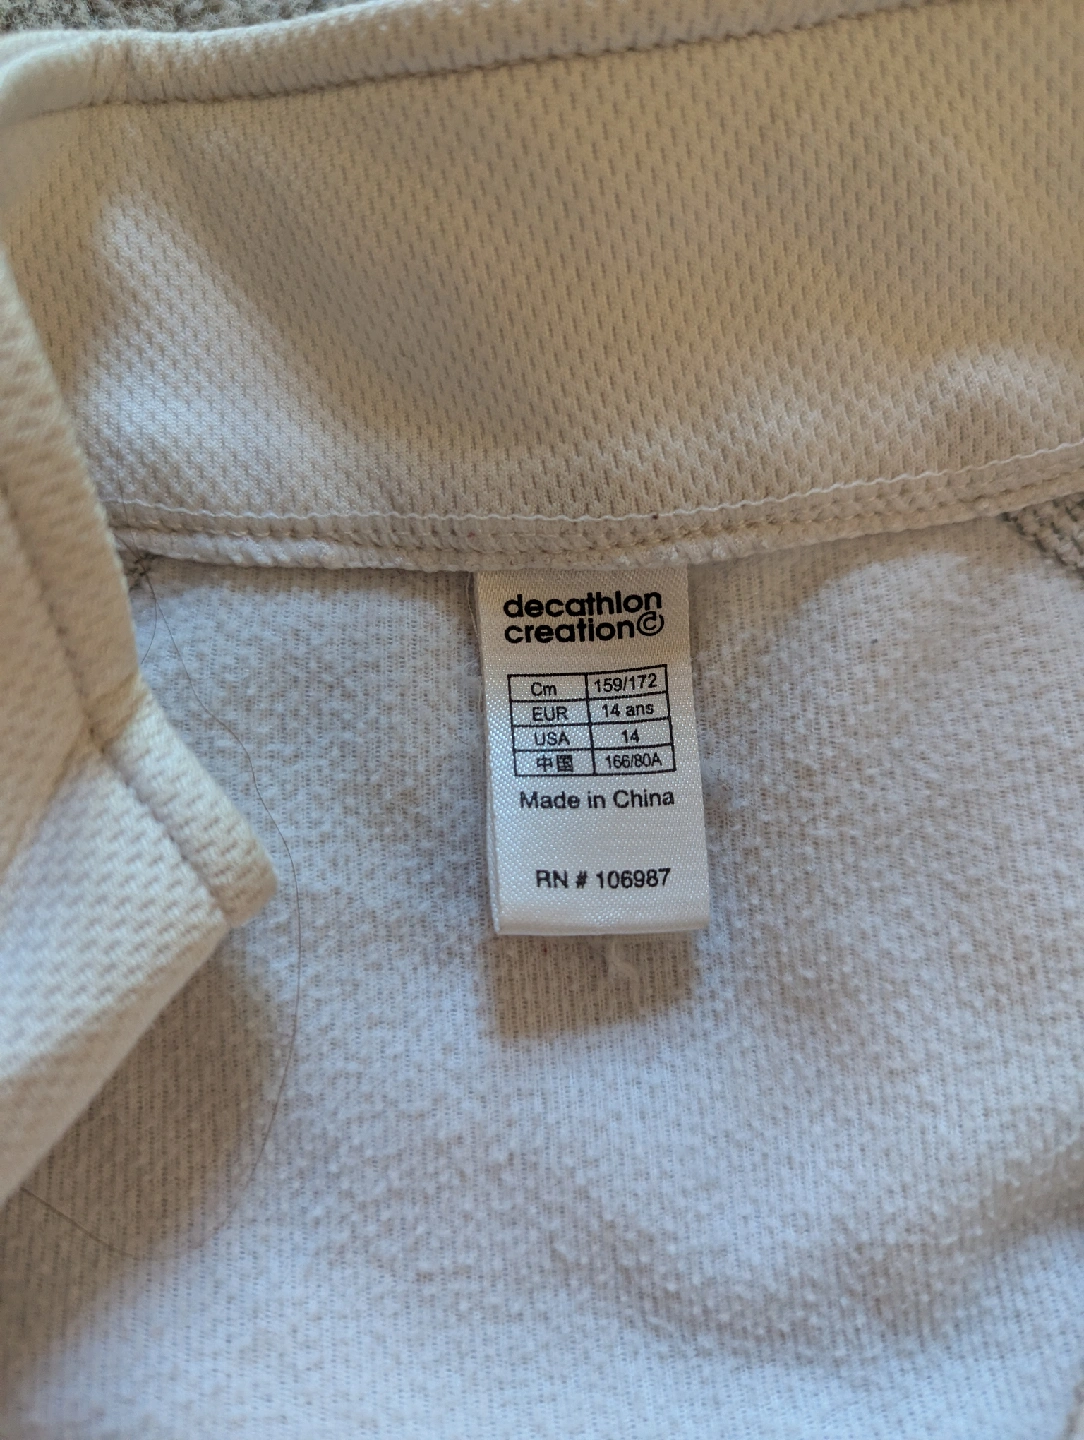 decathlon
creation©
Cm 159/172
EUR 14 ans
USA 14
中国 166/80A
Made in China
RN # 106987